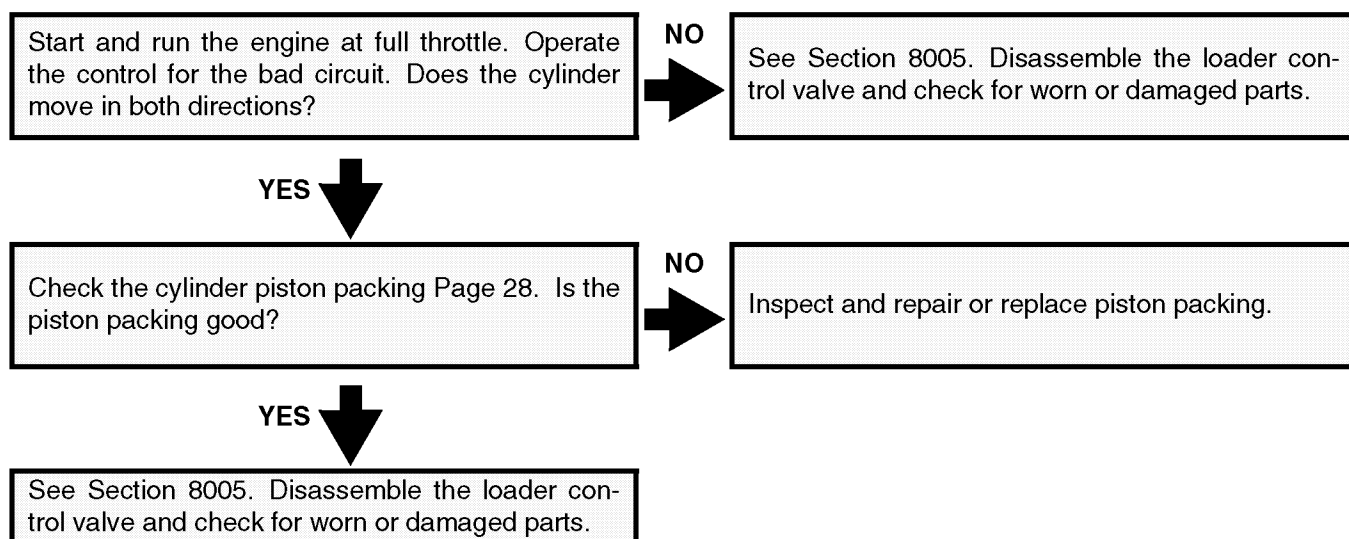 Start and run the engine at full throttle. Operate
the control for the bad circuit. Does the cylinder
move in both directions?
NO
See Section 8005. Disassemble the loader con-
trol valve and check for worn or damaged parts.
YES
Check the cylinder piston packing Page 28. Is the
piston packing good?
NO
Inspect and repair or replace piston packing.
YES
See Section 8005. Disassemble the loader con-
trol valve and check for worn or damaged parts.